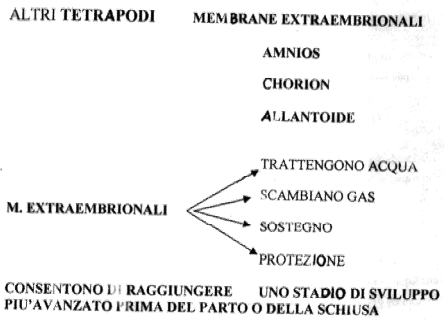 ALTRI TETRAPODI MEMBRANE EXTRAEMBRIONALI
AMNIOS
CHORION
ALLANTOIDE
TRATTENGONO ACQUA
SCAMBIANO GAS
M. EXTRAEMBRIONALI
SOSTEGNO
PROTEZIONE
CONSENTONO DI RAGGIUNGERE UNO STADIO DI SVILUPPO
PIU'AVANZATO PRIMA DEL PARTO O DELLA SCHIUSA